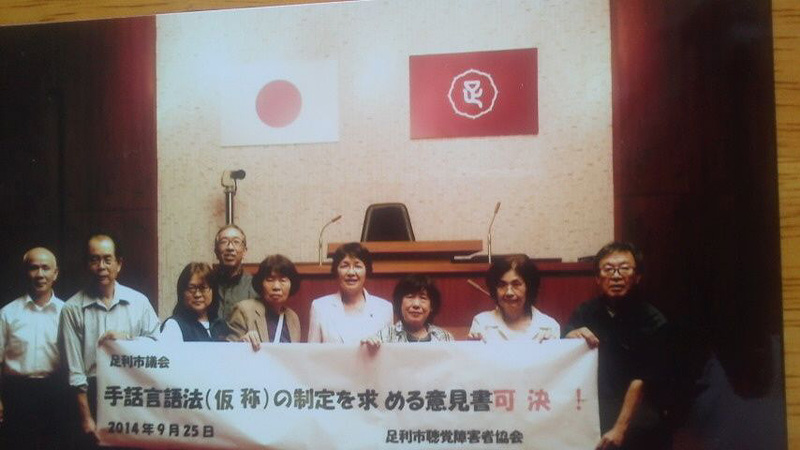 足
足利市議会
手話言語法(仮称)の制定を求める意見書可決!
2014年9月25日
足利市聴覚障害者協会